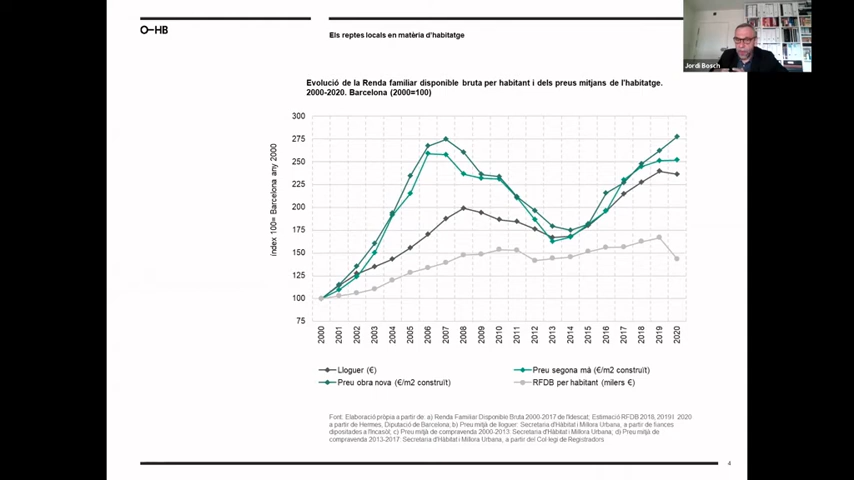 O–HB
Els reptes locals en matèria d'habitatge
Jordi Bosch
Evolució de la Renda familiar disponible bruta per habitant i dels preus mitjans de l'habitatge.
2000-2020. Barcelona (2000=100)
índex 100= Barcelona any 2000
300
275
250
225
200
175
150
125
100
75
2000 2001 2002 2003 2004 2005 2006 2007 2008 2009 2010 2011 2012 2013 2014 2015 2016 2017 2018 2019 2020
Lloguer (€) Preu segona mà (€/m2 construït)
Preu obra nova (€/m2 construït) RFDB per habitant (milers €)
Font: Elaboració pròpia a partir de: a) Renda Familiar Disponible Bruta 2000-2017 de l'Idescat; Estimació RFDB 2018, 2019 i 2020
a partir de Hermes, Diputació de Barcelona, b) Preu mitjà de lloguer: Secretaria d'Hàbitat i Millora Urbana, a partir de fiances
dipositades a l'Incasòl; c) Preu mitjà de compravenda 2000-2013: Secretaria d'Hàbitat i Millora Urbana, d) Preu mitjà de
compravenda 2013-2017: Secretaria d'Hàbitat i Millora Urbana, a partir del Col·legi de Registradors
4